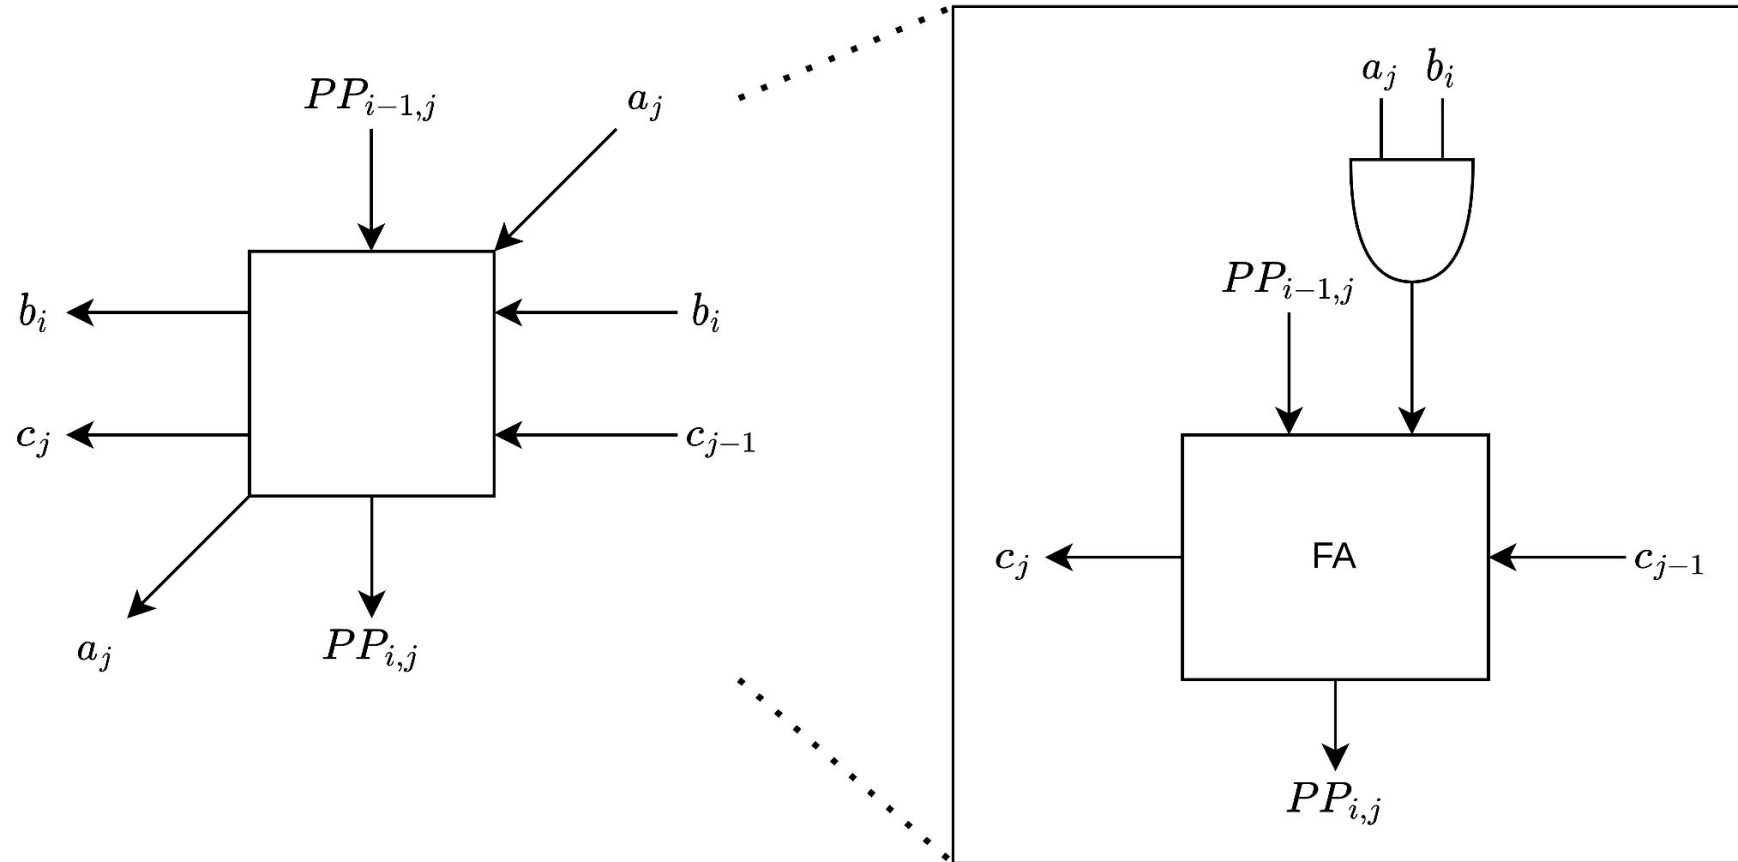 PP_{i-1,j}
a_j
b_i
b_i
c_j
c_{j-1}
a_j
PP_{i,j}
a_j b_i
PP_{i-1,j}
c_j
FA
c_{j-1}
PP_{i,j}